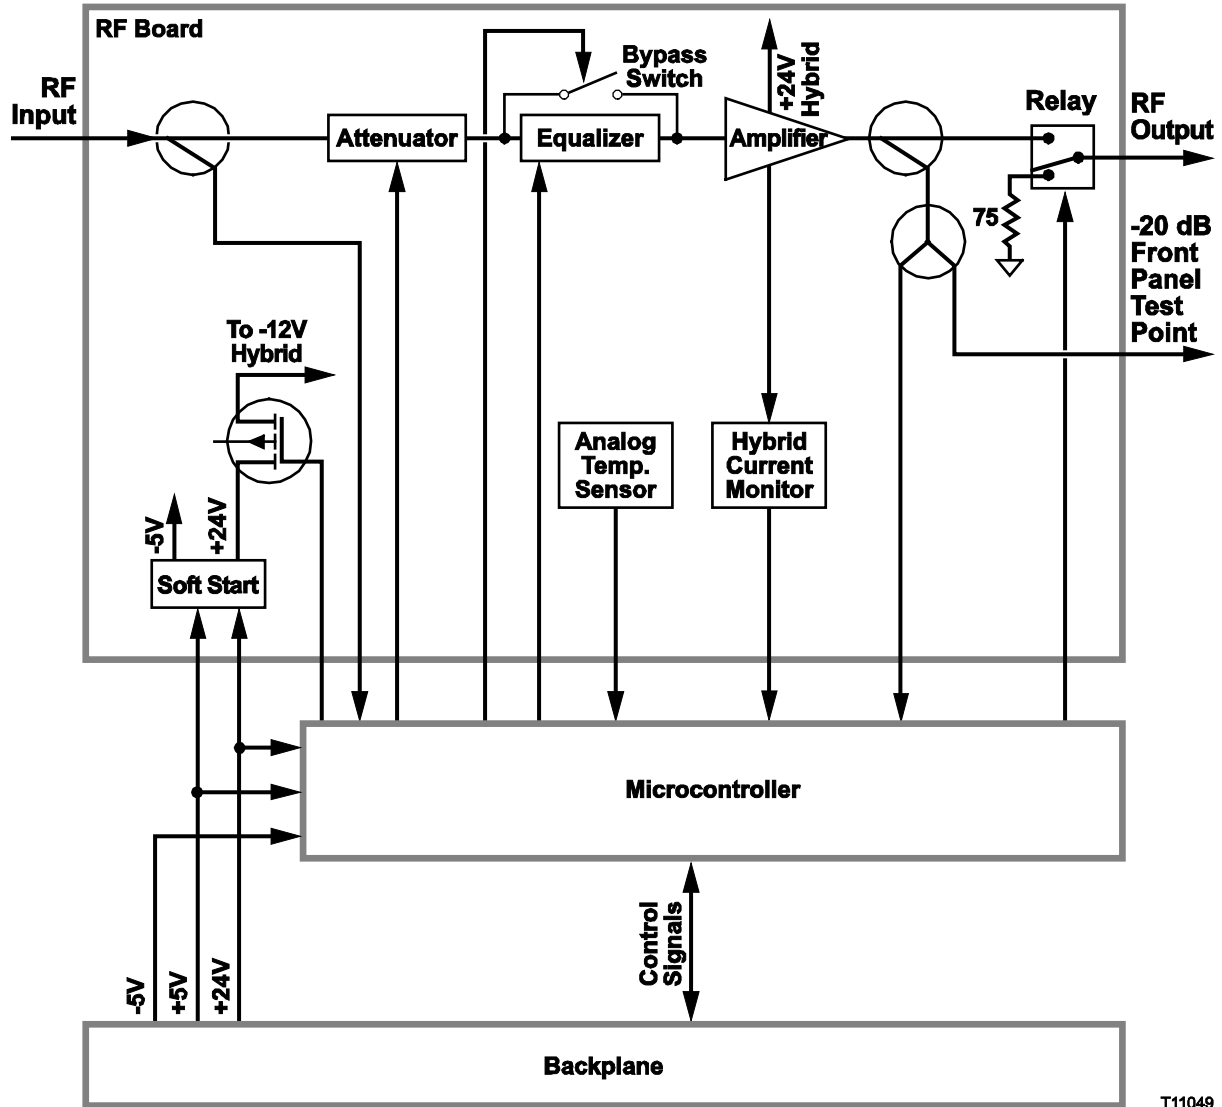 RF Board
RF
Input
Bypass
Switch
+24V
Hybrid
Relay
RF
Output
Attenuator
Equalizer
Amplifier
75
-20 dB
Front
Panel
Test
Point
To -12V
Hybrid
Analog
Temp.
Sensor
Hybrid
Current
Monitor
-5V
+24V
Soft Start
Microcontroller
Control
Signals
-5V
+5V
+24V
Backplane
T11049